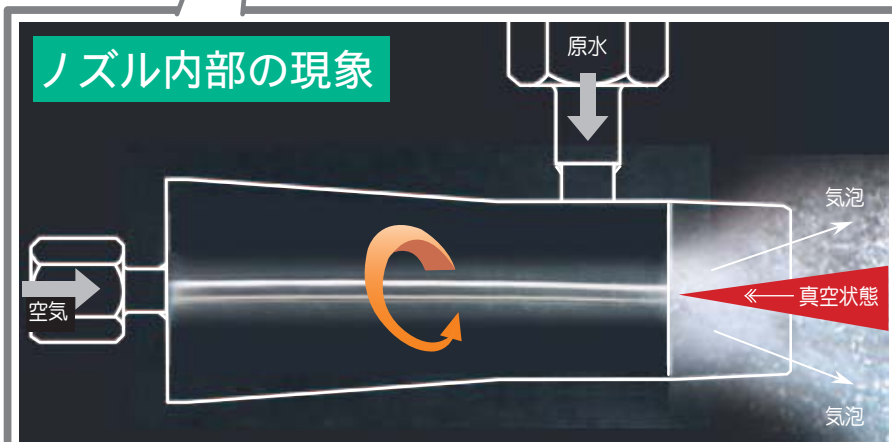 ノズル内部の現象
原水
気泡
空気
真空状態
気泡